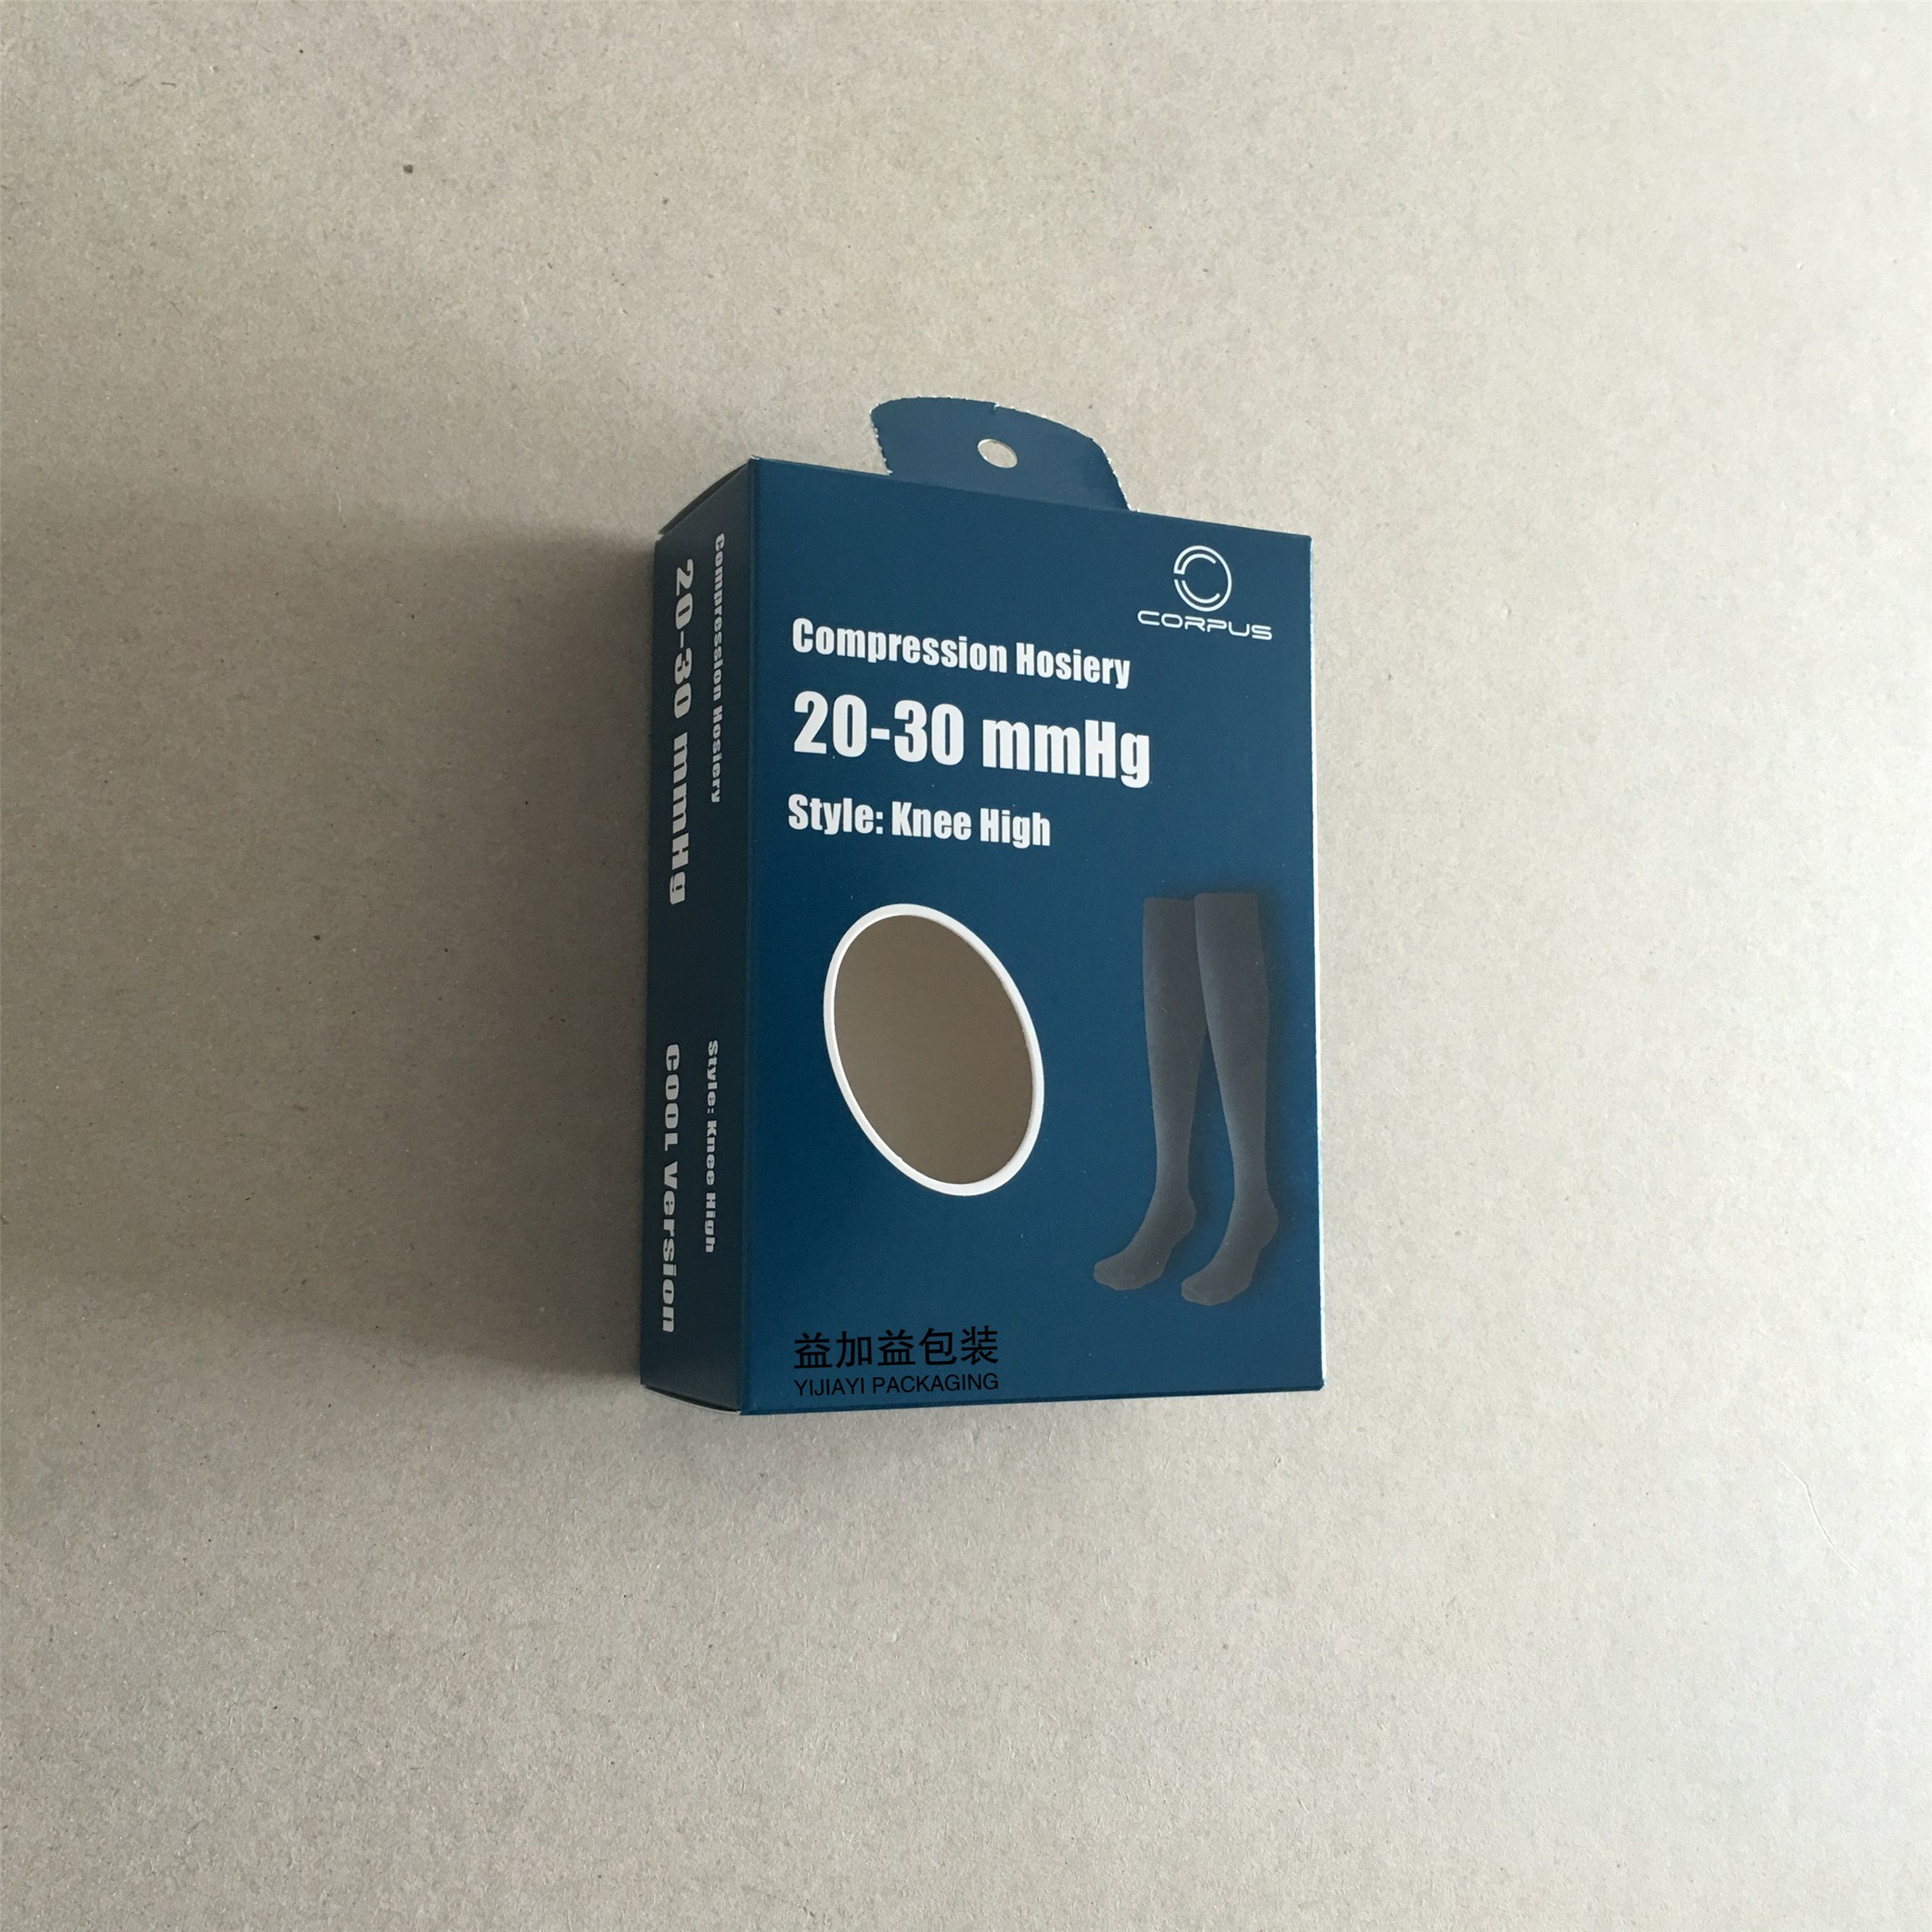 CORPUS
Compression Hosiery
20-30 mmHg
Style: Knee High
益加益包装
YIJIAYI PACKAGING
Compression Hosiery
20-30 mmHg
Style: Knee High
COOL Version